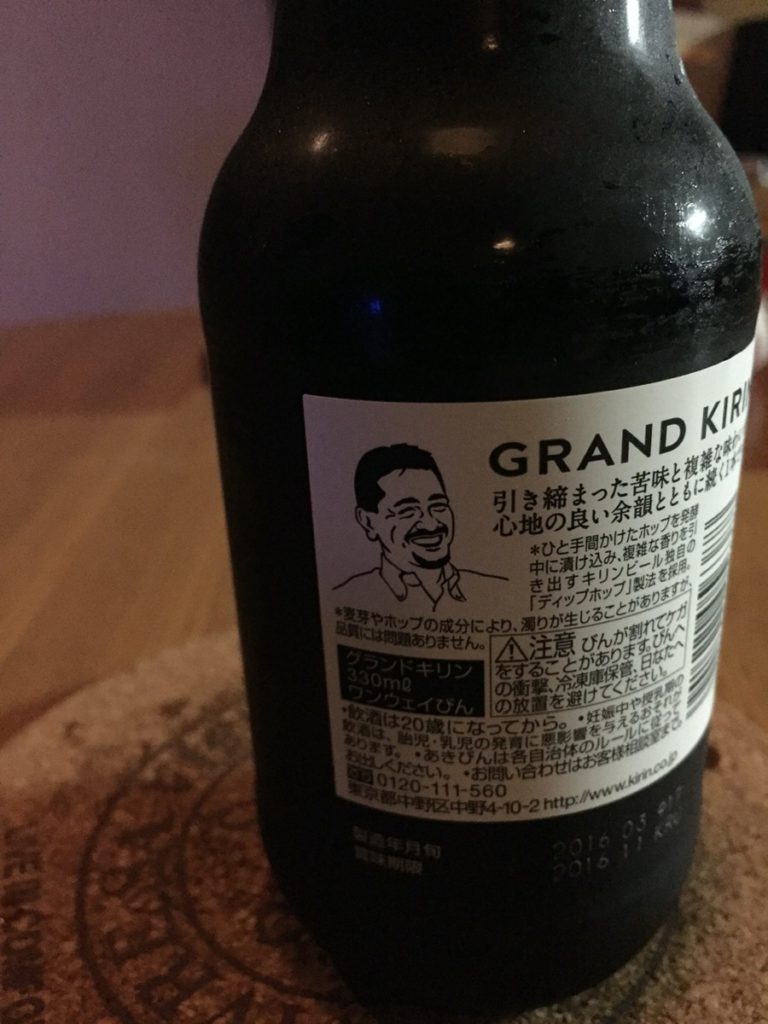 GRAND KIRIN
引き締まった苦味と複雑な味わ
心地の良い余韻とともに続く1本
*ひと手間かけたホップを発酵
中に漬け込み、複雑な香りを引
き出すキリンビール独自の
「ディップホップ」製法を採用。
*麦芽やホップの成分により、濁りが生じることがありますが、
品質には問題ありません。
グランドキリン
330mℓ
ワンウェイびん
注意 びんが割れてケガ
をすることがあります。びんへ
の衝撃、冷凍庫保管、日なたへ
の放置を避けてください。
・飲酒は20歳になってから。・妊娠中や授乳期の
飲酒は、胎児・乳児の発育に悪影響を与えるおそれが
あります。・あきびんは各自治体のルールに従って
お出しください。・お問い合わせはお客様相談室まで。
0120-111-560
東京都中野区中野4-10-2 http://www.kirin.co.jp
製造年月旬
賞味期限
2016 03
2016 11